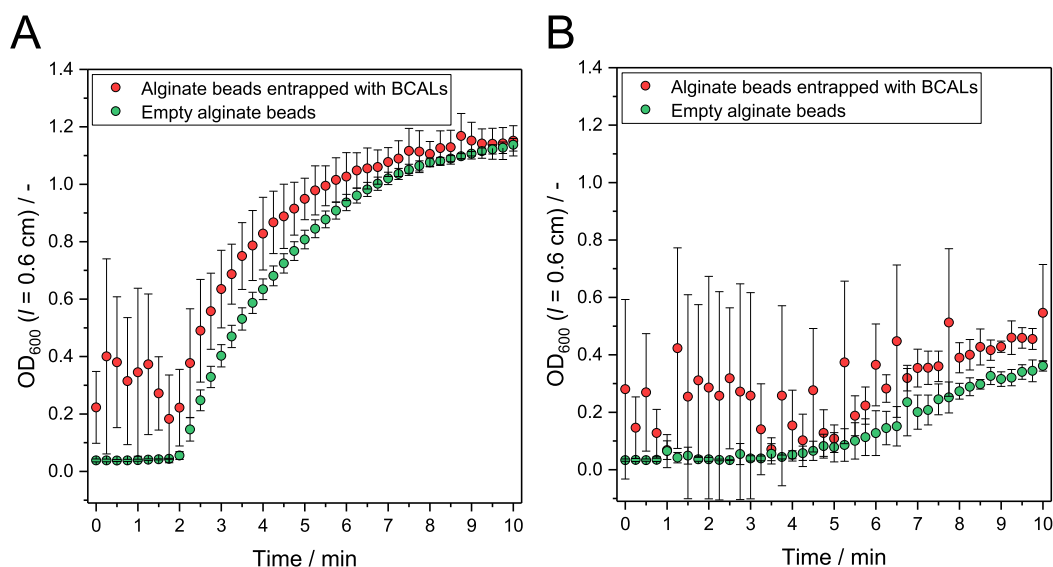 A
1.4
1.2
1.0
0.8
0.6
0.4
0.2
0.0
OD600 (l = 0.6 cm) / -
Alginate beads entrapped with BCALs
Empty alginate beads
0 1 2 3 4 5 6 7 8 9 10
Time / min
B
1.4
1.2
1.0
0.8
0.6
0.4
0.2
0.0
OD600 (l = 0.6 cm) / -
Alginate beads entrapped with BCALs
Empty alginate beads
0 1 2 3 4 5 6 7 8 9 10
Time / min